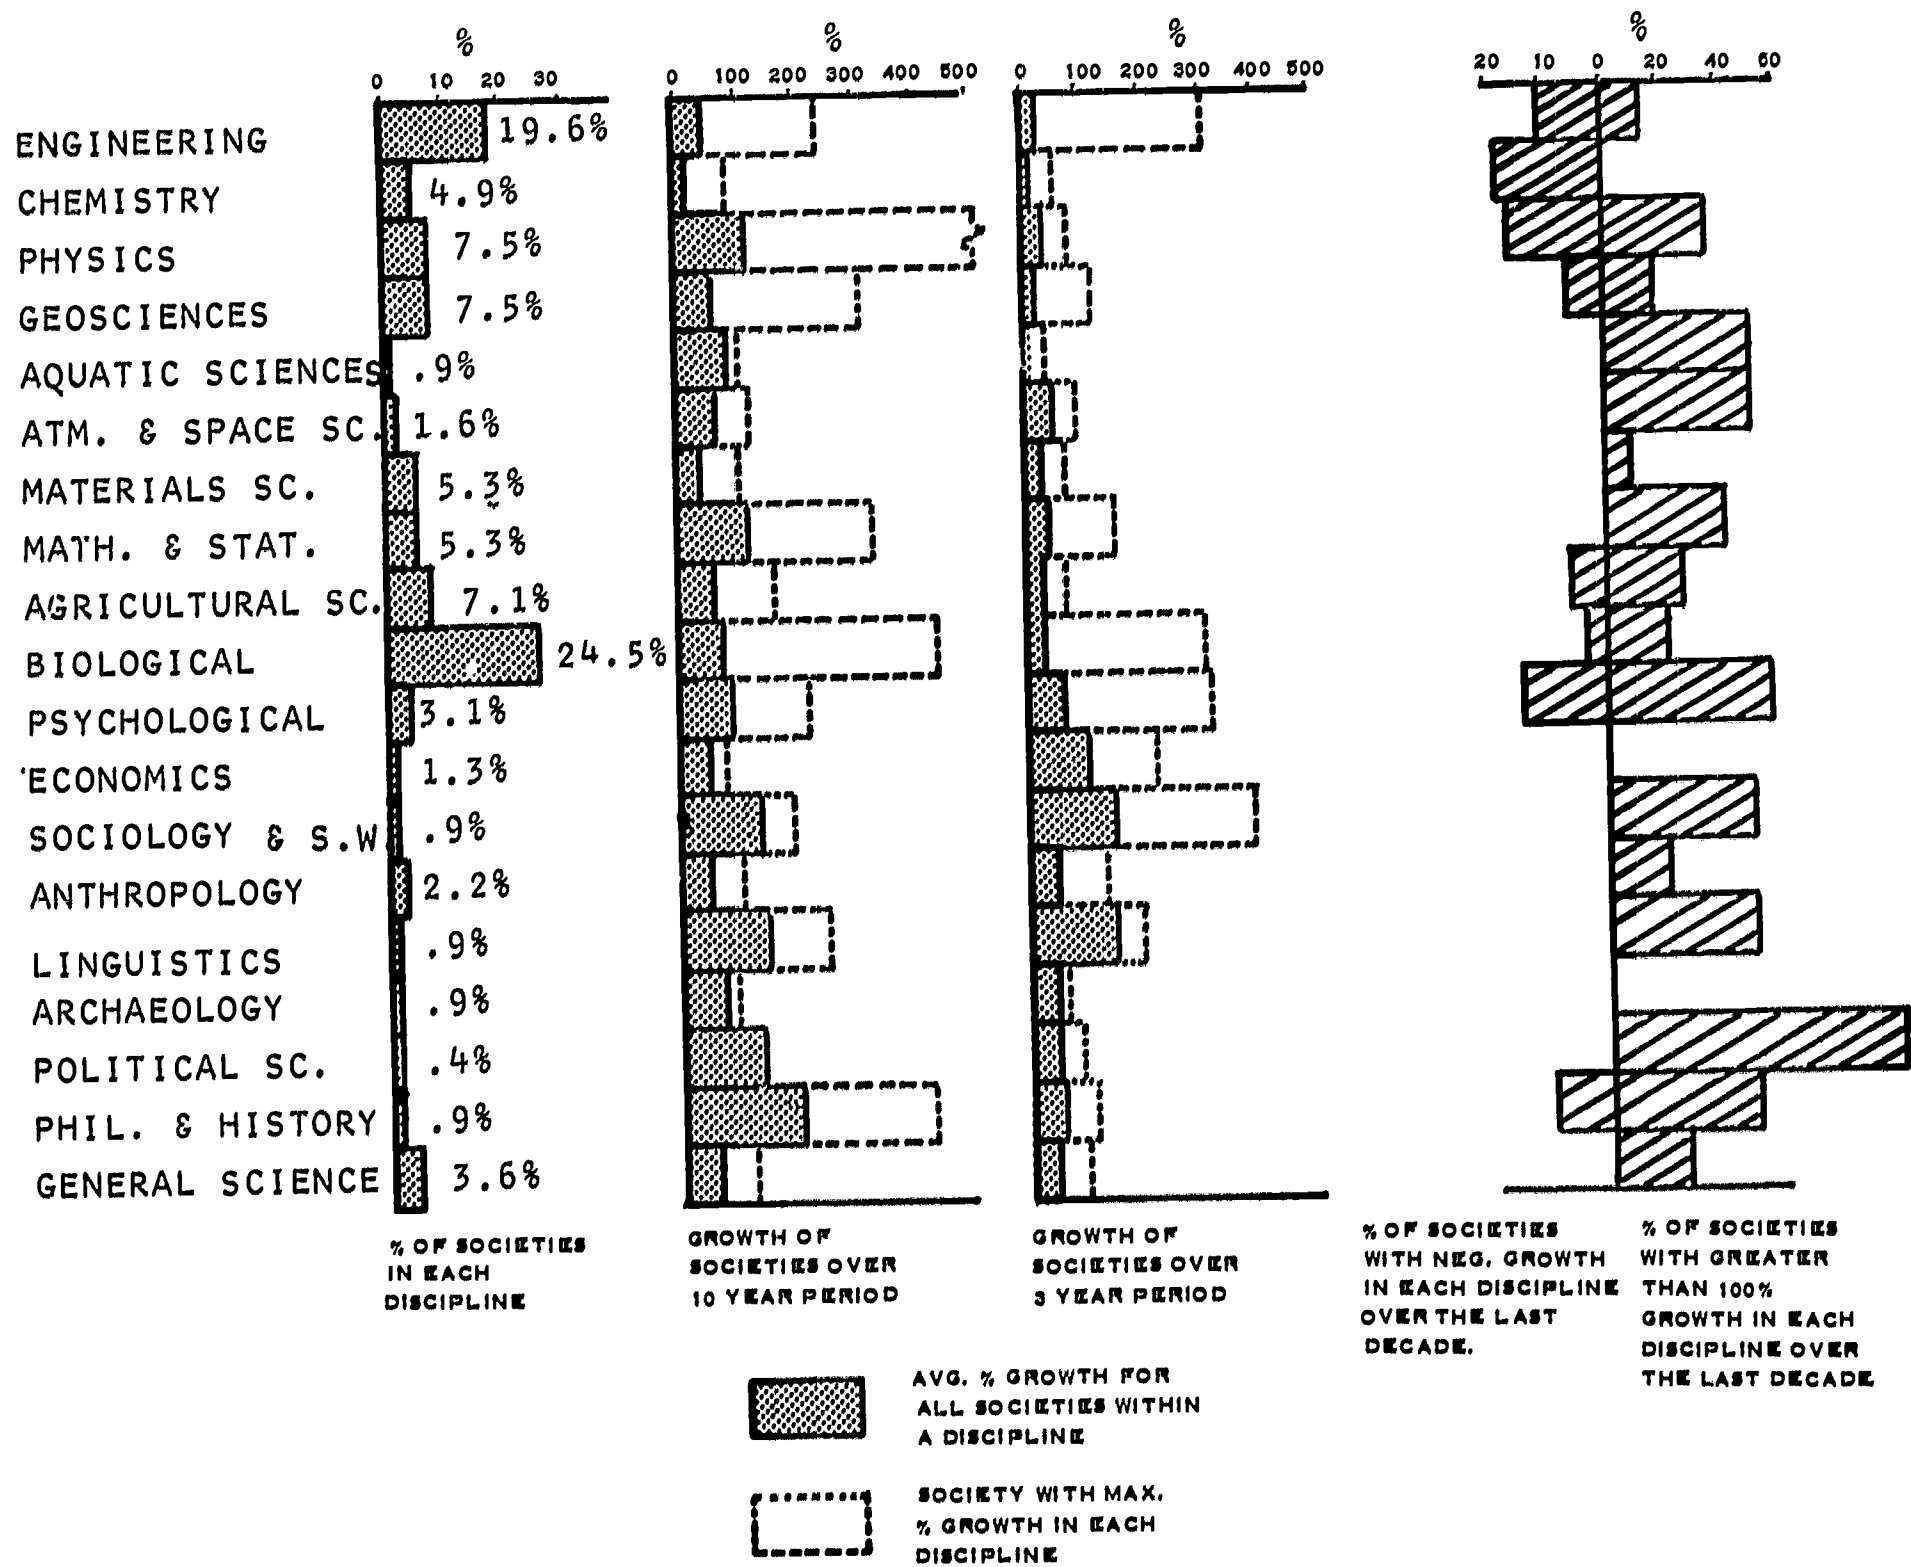 % % % %
0 10 20 30 0 100 200 300 400 500 0 100 200 300 400 500 20 10 0 20 40 60
ENGINEERING 19.6%
CHEMISTRY 4.9%
PHYSICS 7.5%
GEOSCIENCES 7.5%
AQUATIC SCIENCES .9%
ATM. & SPACE SC. 1.6%
MATERIALS SC. 5.3%
MATH. & STAT. 5.3%
AGRICULTURAL SC. 7.1%
BIOLOGICAL 24.5%
PSYCHOLOGICAL 3.1%
ECONOMICS 1.3%
SOCIOLOGY & S.W .9%
ANTHROPOLOGY 2.2%
LINGUISTICS .9%
ARCHAEOLOGY .9%
POLITICAL SC. .4%
PHIL. & HISTORY .9%
GENERAL SCIENCE 3.6%
% OF SOCIETIES
IN EACH
DISCIPLINE
GROWTH OF
SOCIETIES OVER
10 YEAR PERIOD
GROWTH OF
SOCIETIES OVER
3 YEAR PERIOD
% OF SOCIETIES
WITH NEG. GROWTH
IN EACH DISCIPLINE
OVER THE LAST
DECADE.
% OF SOCIETIES
WITH GREATER
THAN 100%
GROWTH IN EACH
DISCIPLINE OVER
THE LAST DECADE
AVG. % GROWTH FOR
ALL SOCIETIES WITHIN
A DISCIPLINE
SOCIETY WITH MAX.
% GROWTH IN EACH
DISCIPLINE